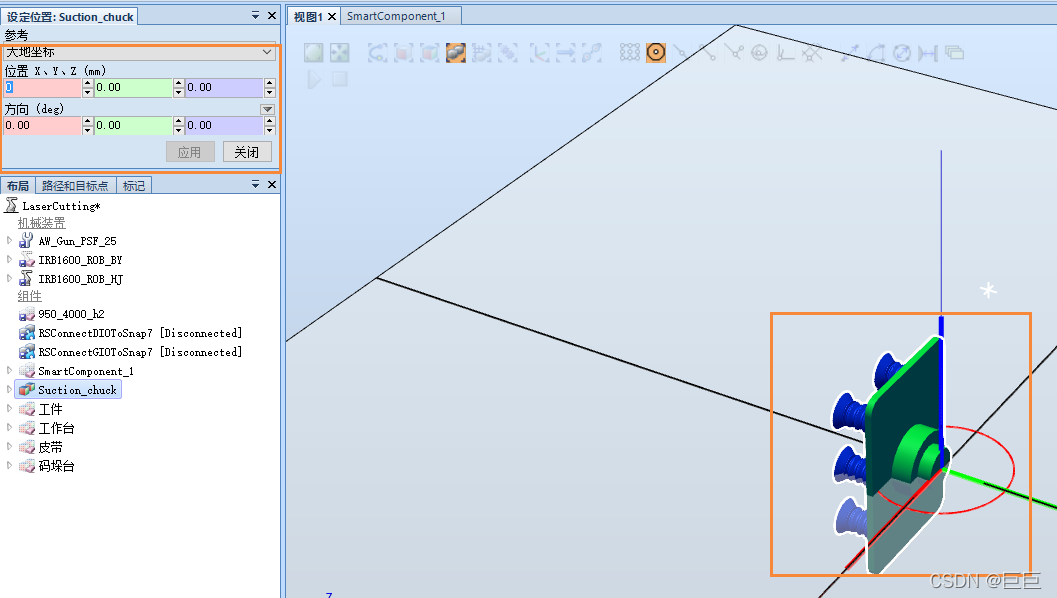 设定位置: Suction_chuck
参考
大地坐标
位置 X、Y、Z (mm)
0 0.00 0.00
方向 (deg)
0.00 0.00 0.00
应用 关闭
布局 路径和目标点 标记
LaserCutting*
机械装置
AW_Gun_PSF_25
IRB1600_ROB_BY
IRB1600_ROB_HJ
组件
950_4000_h2
RSConnectDIOToSnap7 [Disconnected]
RSConnectGIOToSnap7 [Disconnected]
SmartComponent_1
Suction_chuck
工件
工作台
皮带
码垛台
视图1 SmartComponent_1
CSDN @巨巨